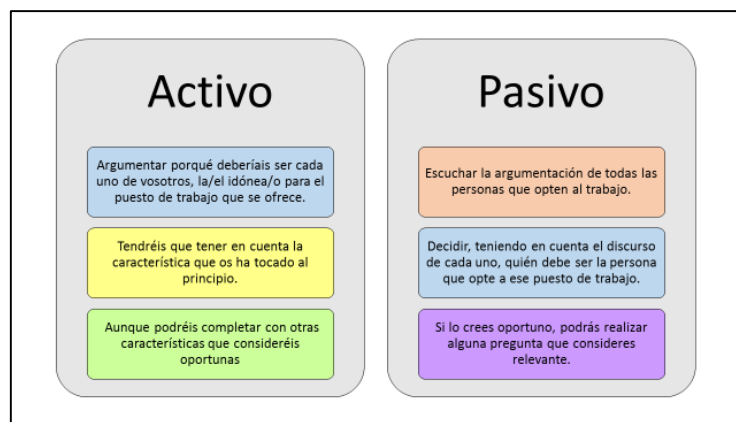 Activo
Argumentar porqué deberíais ser cada
uno de vosotros, la/el idónea/o para el
puesto de trabajo que se ofrece.
Tendréis que tener en cuenta la
característica que os ha tocado al
principio.
Aunque podréis completar con otras
características que consideréis
oportunas
Pasivo
Escuchar la argumentación de todas las
personas que opten al trabajo.
Decidir, teniendo en cuenta el discurso
de cada uno, quién debe ser la persona
que opte a ese puesto de trabajo.
Si lo crees oportuno, podrás realizar
alguna pregunta que consideres
relevante.